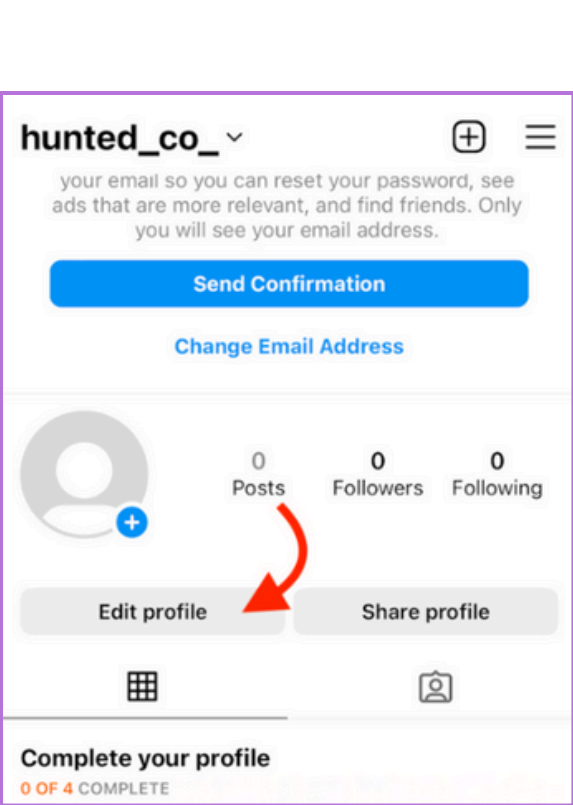 hunted_co_
your email so you can reset your password, see
ads that are more relevant, and find friends. Only
you will see your email address.
Send Confirmation
Change Email Address
0 0 0
Posts Followers Following
Edit profile Share profile
Complete your profile
0 OF 4 COMPLETE